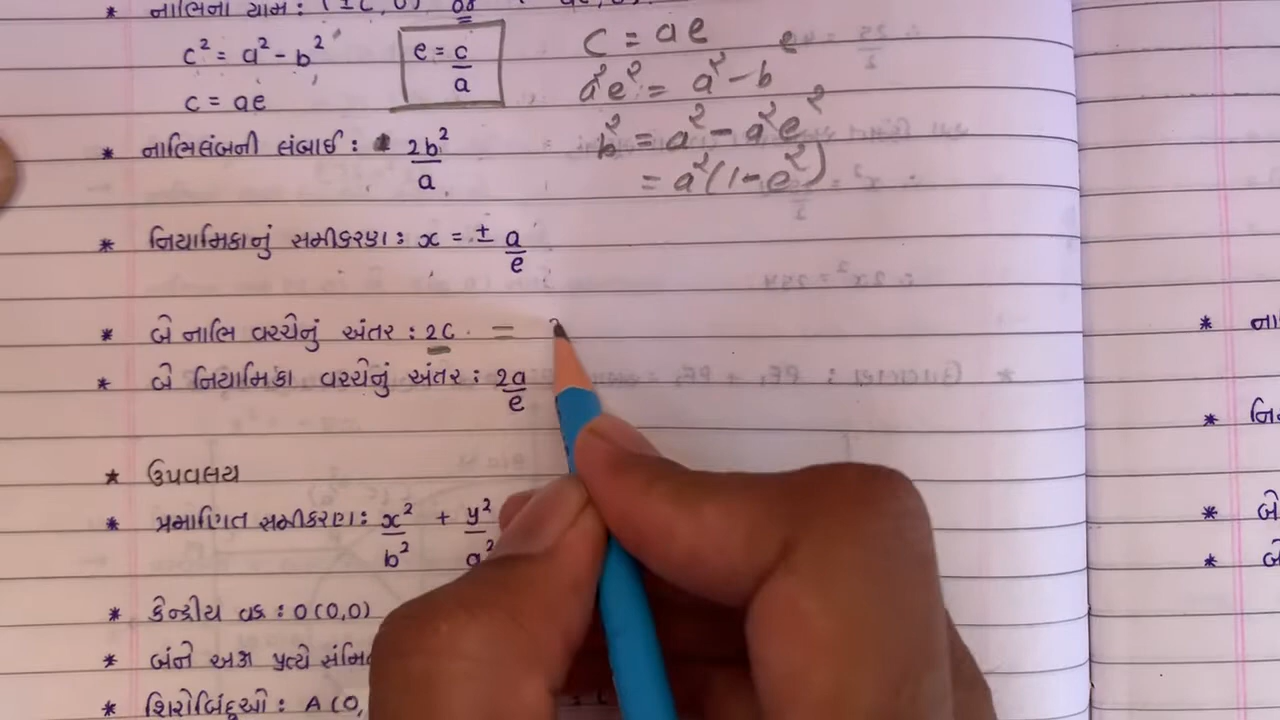 * નાભિના યામ : (±c, 0)
c² = a² - b²
e = c/a
c = ae
c = ae
a²e² = a² - b²
b² = a² - a²e²
= a²(1-e²)
* નાભિલંબની લંબાઈ : 2b²/a
* નિયામિકાનું સમીકરણ : x = ± a/e
* બે નાભિ વચ્ચેનું અંતર : 2c =
* બે નિયામિકા વચ્ચેનું અંતર : 2a/e
* ઉપવલય
* પ્રમાણિત સમીકરણ : x²/b² + y²/a²
* કેન્દ્રીય વક્ર : O(0,0)
* બંને અક્ષ પ્રત્યે
* શિરોબિંદુઓ : A(0,
* ના
* નિ
* બે
* બે